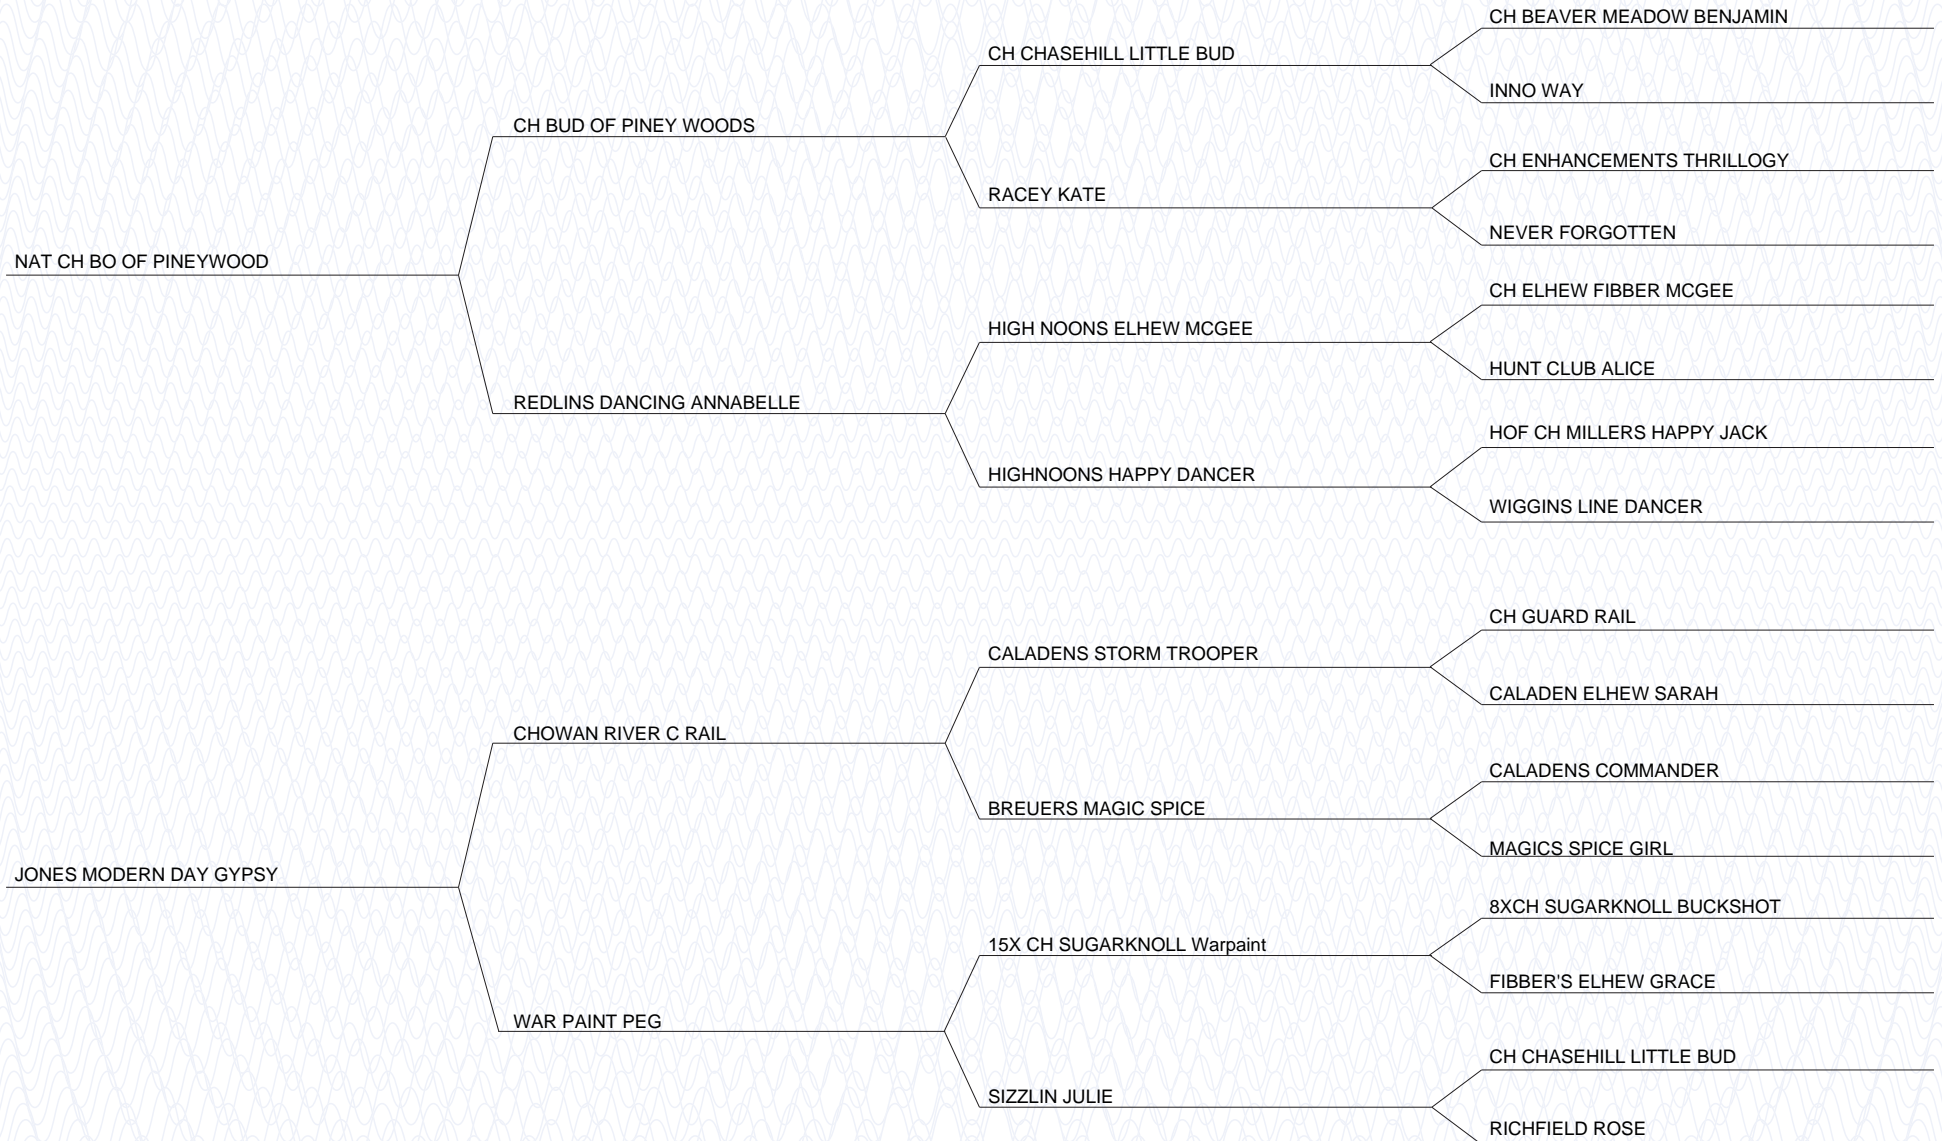 CH BEAVER MEADOW BENJAMIN
CH CHASEHILL LITTLE BUD
INNO WAY
CH BUD OF PINEY WOODS
CH ENHANCEMENTS THRILLOGY
RACEY KATE
NEVER FORGOTTEN
NAT CH BO OF PINEYWOOD
CH ELHEW FIBBER MCGEE
HIGH NOONS ELHEW MCGEE
HUNT CLUB ALICE
REDLINS DANCING ANNABELLE
HOF CH MILLERS HAPPY JACK
HIGHNOONS HAPPY DANCER
WIGGINS LINE DANCER
CH GUARD RAIL
CALADENS STORM TROOPER
CALADEN ELHEW SARAH
CHOWAN RIVER C RAIL
CALADENS COMMANDER
BREUERS MAGIC SPICE
MAGICS SPICE GIRL
JONES MODERN DAY GYPSY
8XCH SUGARKNOLL BUCKSHOT
15X CH SUGARKNOLL Warpaint
FIBBER'S ELHEW GRACE
WAR PAINT PEG
CH CHASEHILL LITTLE BUD
SIZZLIN JULIE
RICHFIELD ROSE